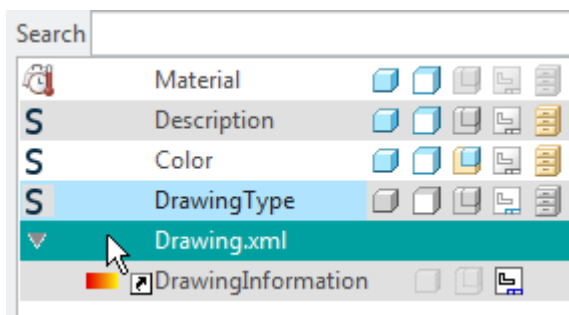 Search
Material
S Description
S Color
S DrawingType
Drawing.xml
DrawingInformation